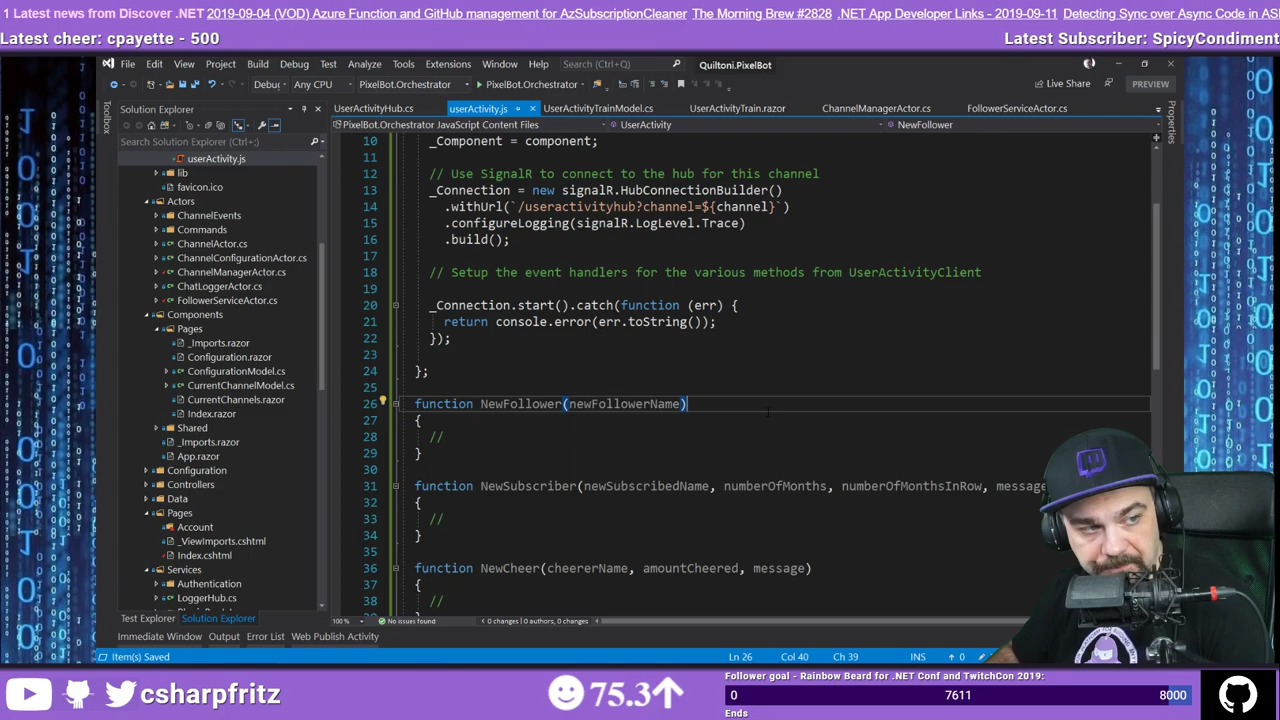 1 Latest news from Discover .NET 2019-09-04 (VOD) Azure Function and GitHub management for AzSubscriptionCleaner The Morning Brew #2828 .NET App Developer Links - 2019-09-11 Detecting Sync over Async Code in AS
Latest cheer: cpayette - 500
Latest Subscriber: SpicyCondiment
File Edit View Project Build Debug Test Analyze Tools Extensions Window Help Search (Ctrl+Q) Quiltoni.PixelBot
Debug Any CPU PixelBot.Orchestrator PixelBot.Orchestrator Live Share PREVIEW
Toolbox
Solution Explorer
Search Solution Explorer (Ctrl+;)
userActivity.js
lib
favicon.ico
Actors
ChannelEvents
Commands
ChannelActor.cs
ChannelConfigurationActor.cs
ChannelManagerActor.cs
ChatLoggerActor.cs
FollowerServiceActor.cs
Components
Pages
_Imports.razor
Configuration.razor
ConfigurationModel.cs
CurrentChannelModel.cs
CurrentChannels.razor
Index.razor
Shared
_Imports.razor
App.razor
Configuration
Controllers
Data
Pages
Account
_ViewImports.cshtml
Index.cshtml
Services
Authentication
LoggerHub.cs
Test Explorer Solution Explorer
UserActivityHub.cs userActivity.js UserActivityTrainModel.cs UserActivityTrain.razor ChannelManagerActor.cs FollowerServiceActor.cs
PixelBot.Orchestrator JavaScript Content Files UserActivity NewFollower
Properties
10 _Component = component;
11
12 // Use SignalR to connect to the hub for this channel
13 _Connection = new signalR.HubConnectionBuilder()
14 .withUrl(`/useractivityhub?channel=${channel}`)
15 .configureLogging(signalR.LogLevel.Trace)
16 .build();
17
18 // Setup the event handlers for the various methods from UserActivityClient
19
20 _Connection.start().catch(function (err) {
21 return console.error(err.toString());
22 });
23
24 };
25
26 function NewFollower(newFollowerName)
27 {
28 //
29 }
30
31 function NewSubscriber(newSubscribedName, numberOfMonths, numberOfMonthsInRow, message
32 {
33 //
34 }
35
36 function NewCheer(cheererName, amountCheered, message)
37 {
38 //
100 % No issues found 0 changes | 0 authors, 0 changes
Immediate Window Output Error List Web Publish Activity
Item(s) Saved Ln 26 Col 40 Ch 39 INS 0
csharpfritz
75.3
Follower goal - Rainbow Beard for .NET Conf and TwitchCon 2019:
0 7611 8000
Ends